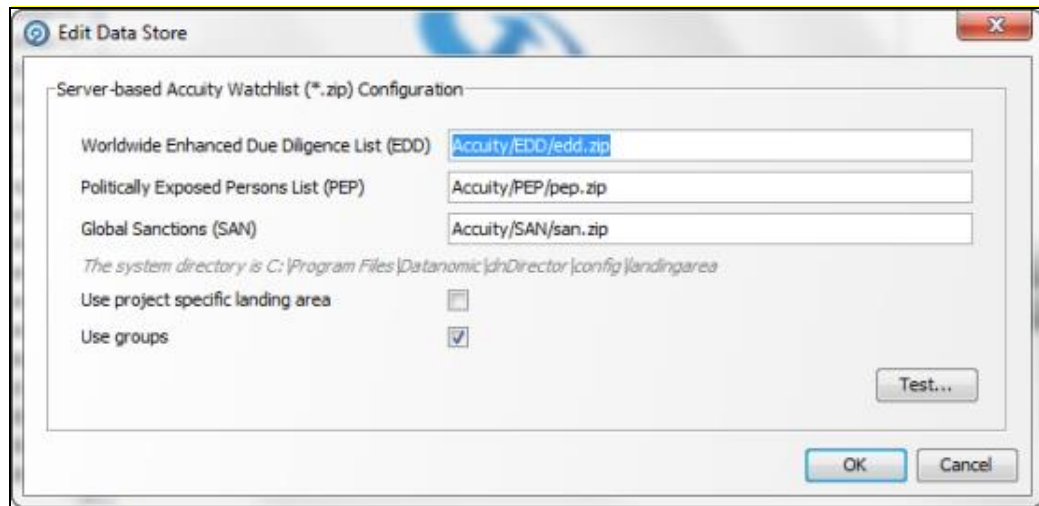 Edit Data Store
Server-based Accuity Watchlist (*.zip) Configuration
Worldwide Enhanced Due Diligence List (EDD) Accuity/EDD/edd.zip
Politically Exposed Persons List (PEP) Accuity/PEP/pep.zip
Global Sanctions (SAN) Accuity/SAN/san.zip
The system directory is C:\Program Files\Datanomic\dnDirector\config\landingarea
Use project specific landing area
Use groups
Test...
OK Cancel